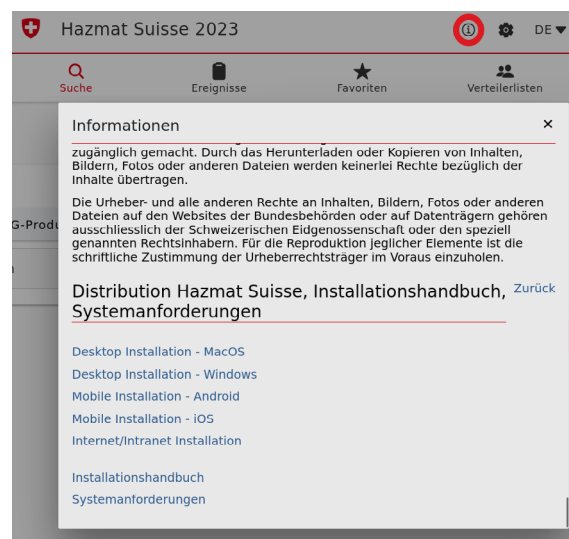 Hazmat Suisse 2023
DE
Suche
Ereignisse
Favoriten
Verteilerlisten
Informationen
zugänglich gemacht. Durch das Herunterladen oder Kopieren von Inhalten,
Bildern, Fotos oder anderen Dateien werden keinerlei Rechte bezüglich der
Inhalte übertragen.
Die Urheber- und alle anderen Rechte an Inhalten, Bildern, Fotos oder anderen
Dateien auf den Websites der Bundesbehörden oder auf Datenträgern gehören
ausschliesslich der Schweizerischen Eidgenossenschaft oder den speziell
genannten Rechtsinhabern. Für die Reproduktion jeglicher Elemente ist die
schriftliche Zustimmung der Urheberrechtsträger im Voraus einzuholen.
G-Produ
Distribution Hazmat Suisse, Installationshandbuch,
Systemanforderungen
Zurück
Desktop Installation - MacOS
Desktop Installation - Windows
Mobile Installation - Android
Mobile Installation - iOS
Internet/Intranet Installation
Installationshandbuch
Systemanforderungen